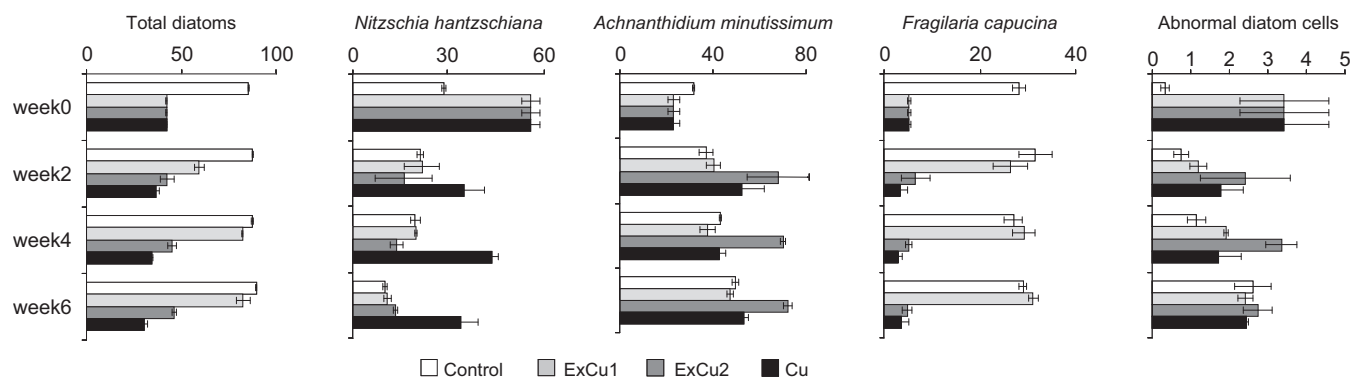 Total diatoms Nitzschia hantzschiana Achnanthidium minutissimum Fragilaria capucina Abnormal diatom cells
0 50 100 0 30 60 0 40 80 0 20 40 0 1 2 3 4 5
week0
week2
week4
week6
Control ExCu1 ExCu2 Cu